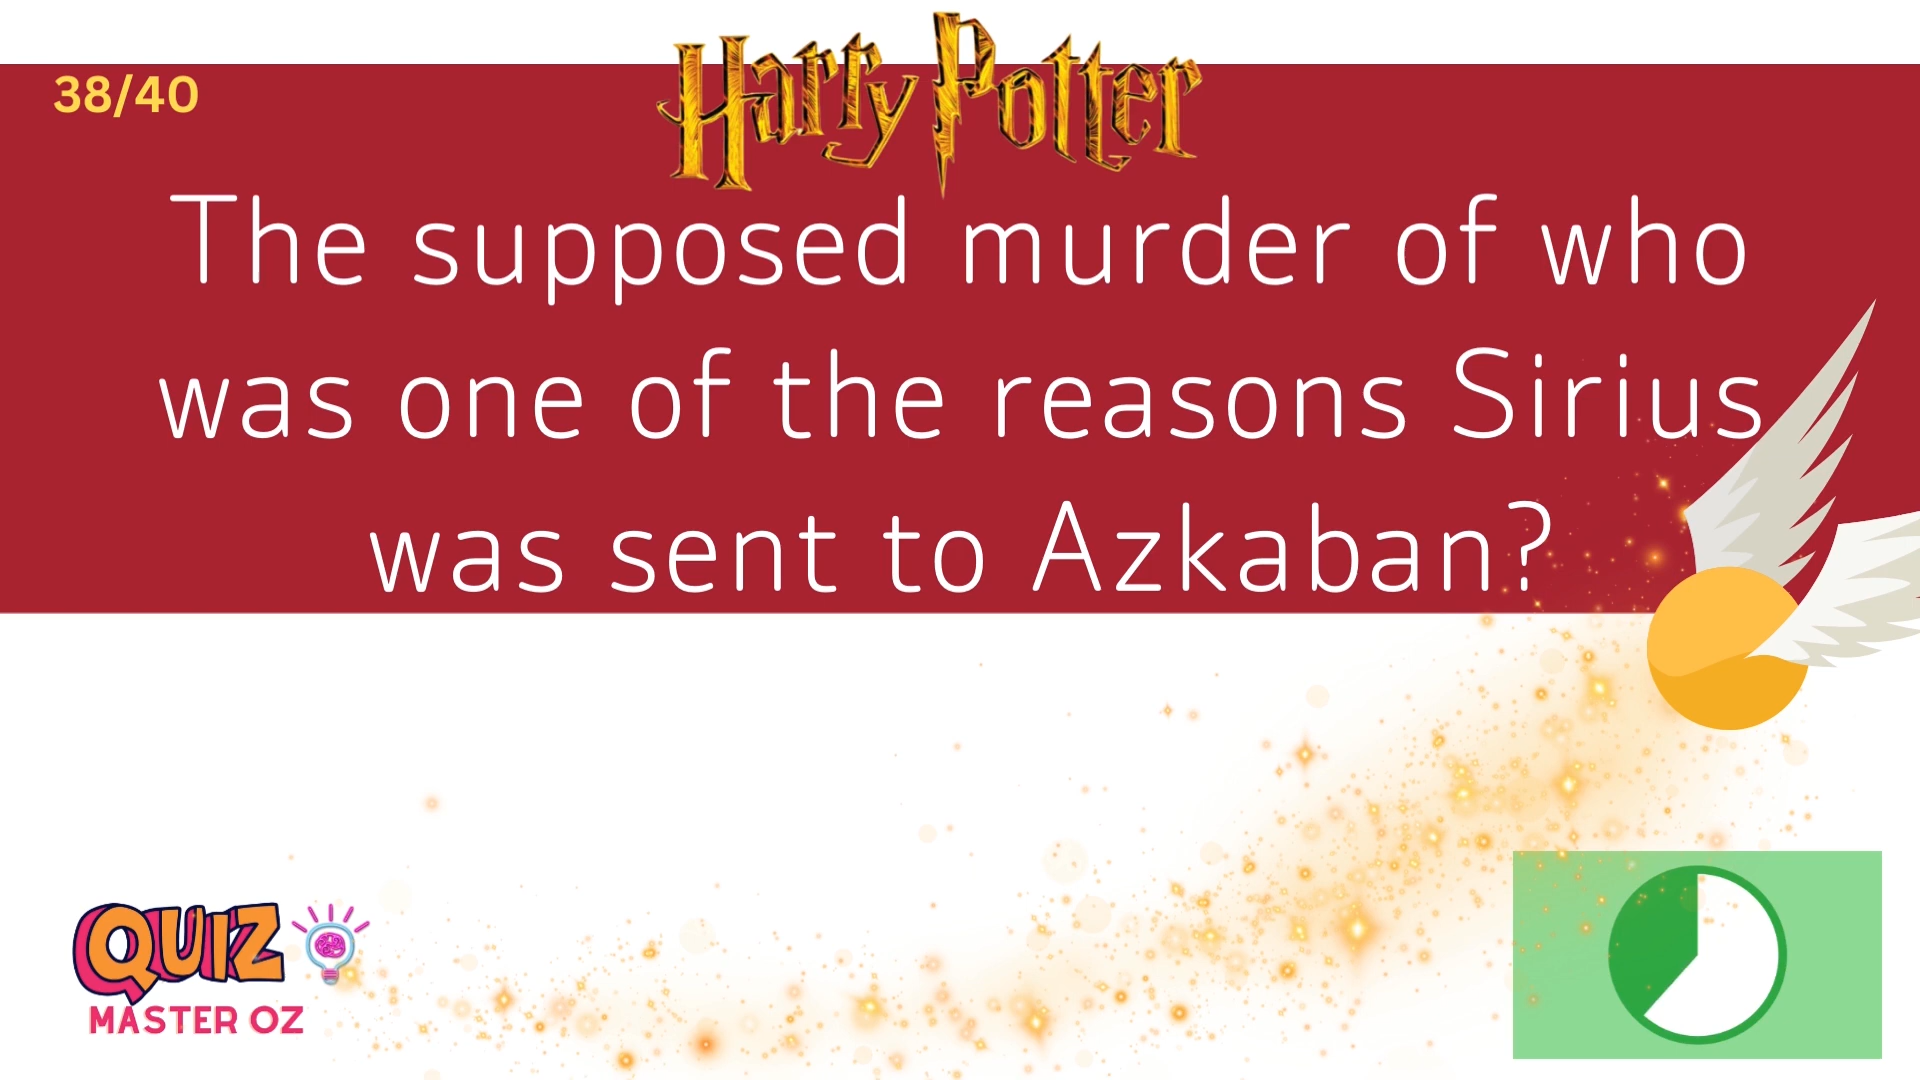 Harry Potter
38/40
The supposed murder of who
was one of the reasons Sirius
was sent to Azkaban?
QUIZ
MASTER OZ